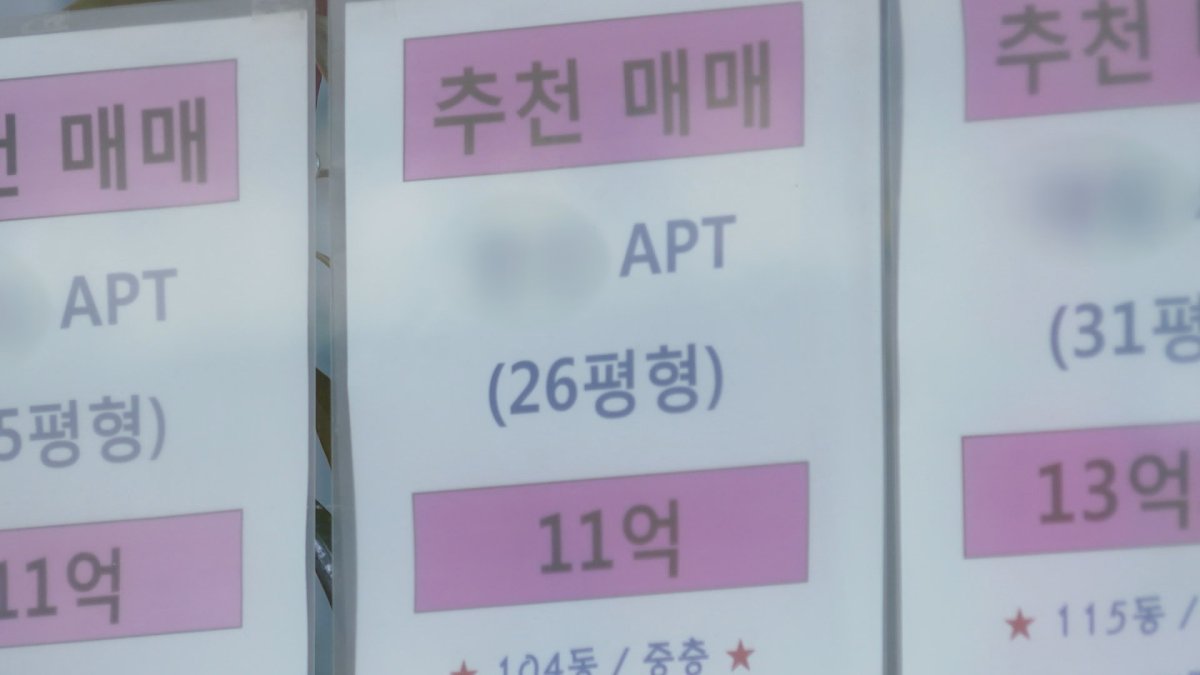 천 매매
APT
5평형)
11억
추천 매매
APT
(26평형)
11억
★ 104동 / 중층 ★
추천
(31평
13억
★ 115동 /